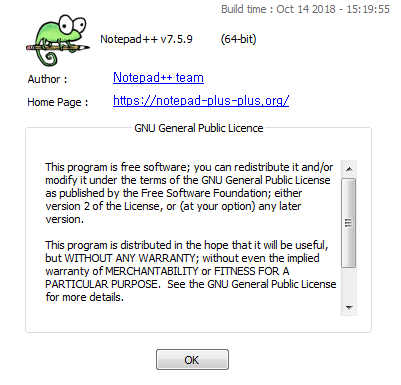 Build time : Oct 14 2018 - 15:19:55
Notepad++ v7.5.9 (64-bit)
Author : Notepad++ team
Home Page : https://notepad-plus-plus.org/
GNU General Public Licence
This program is free software; you can redistribute it and/or
modify it under the terms of the GNU General Public License
as published by the Free Software Foundation; either
version 2 of the License, or (at your option) any later
version.
This program is distributed in the hope that it will be useful,
but WITHOUT ANY WARRANTY; without even the implied
warranty of MERCHANTABILITY or FITNESS FOR A
PARTICULAR PURPOSE.  See the GNU General Public License
for more details.
OK